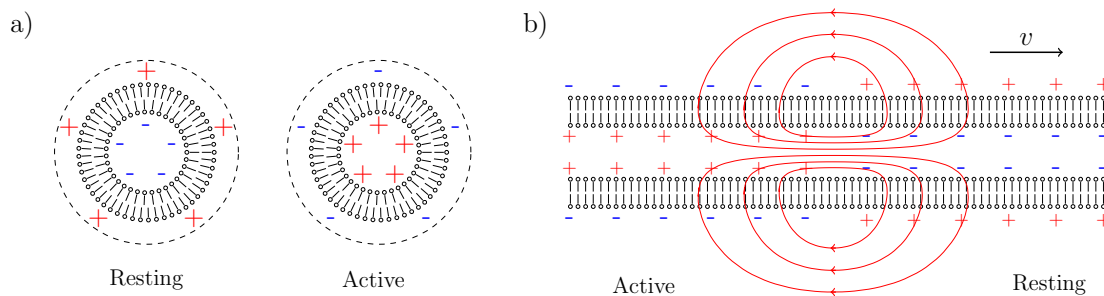 a)
Resting
Active
b)
v
Active
Resting